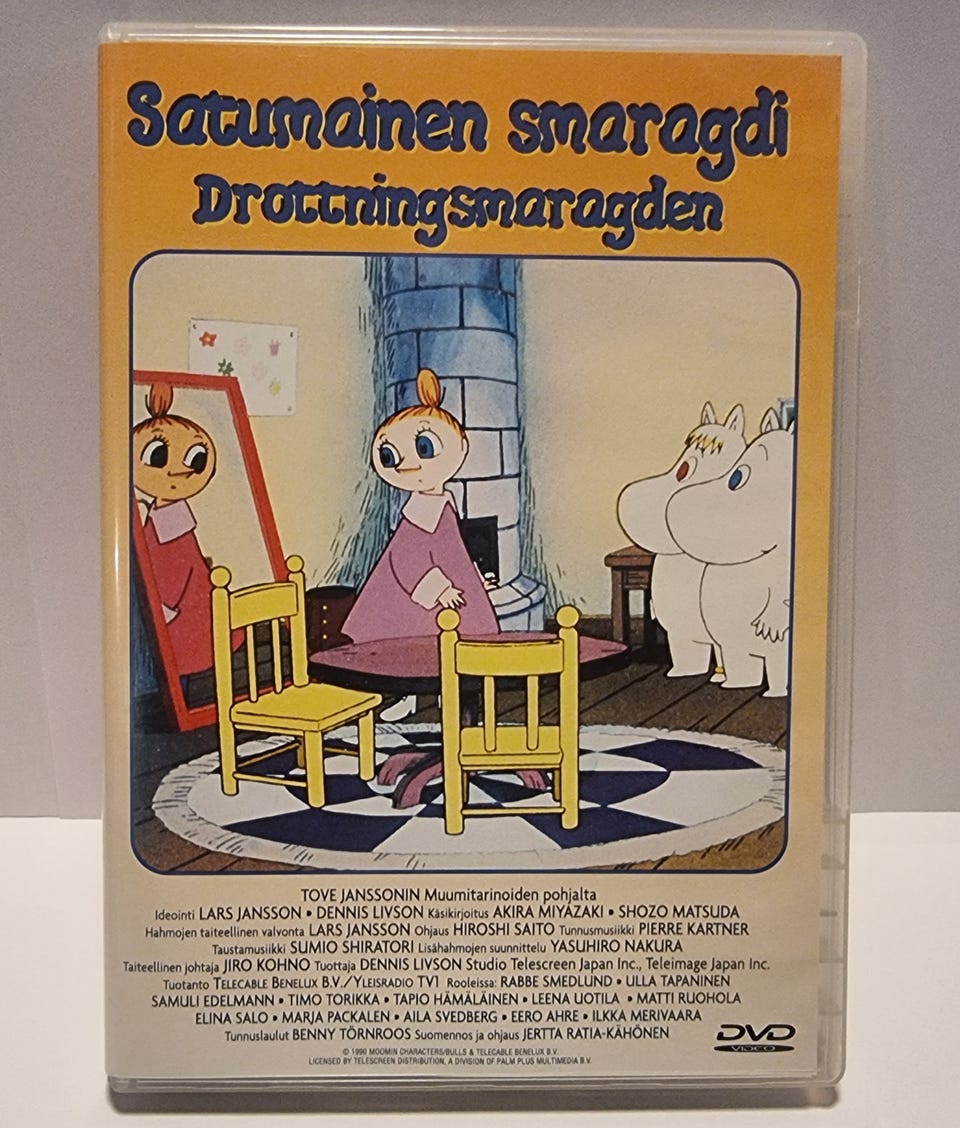 Satumainen smaragdi
Drottningsmaragden
TOVE JANSSONIN Muumitarinoiden pohjalta
Ideointi LARS JANSSON • DENNIS LIVSON Käsikirjoitus AKIRA MIYAZAKI • SHOZO MATSUDA
Hahmojen taiteellinen valvonta LARS JANSSON Ohjaus HIROSHI SAITO Tunnusmusiikki PIERRE KARTNER
Taustamusiikki SUMIO SHIRATORI Lisähahmojen suunnittelu YASUHIRO NAKURA
Taiteellinen johtaja JIRO KOHNO Tuottaja DENNIS LIVSON Studio Telescreen Japan Inc., Teleimage Japan Inc.
Tuotanto TELECABLE BENELUX B.V./YLEISRADIO TV1 Rooleissa: RABBE SMEDLUND • ULLA TAPANINEN
SAMULI EDELMANN • TIMO TORIKKA • TAPIO HÄMÄLÄINEN • LEENA UOTILA • MATTI RUOHOLA
ELINA SALO • MARJA PACKALEN • AILA SVEDBERG • EERO AHRE • ILKKA MERIVAARA
Tunnuslaulut BENNY TÖRNROOS Suomennos ja ohjaus JERTTA RATIA-KÄHÖNEN
© 1990 MOOMIN CHARACTERS/BULLS & TELECABLE BENELUX B.V.
LICENSED BY TELESCREEN DISTRIBUTION, A DIVISION OF PALM PLUS MULTIMEDIA B.V.
DVD
VIDEO